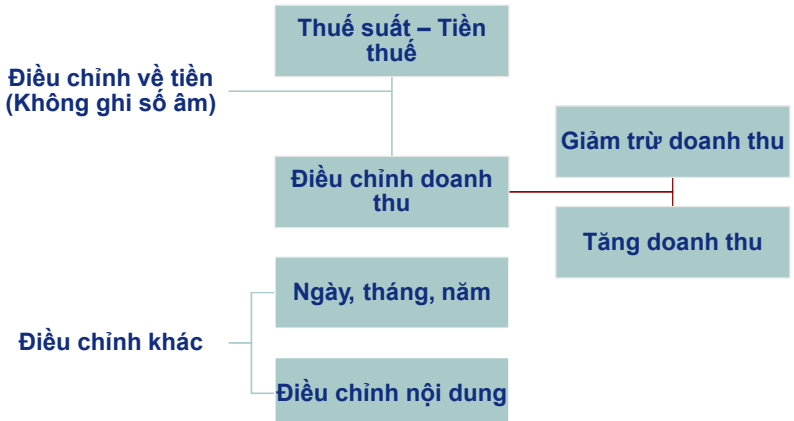 Thuế suất – Tiền
thuế
Điều chỉnh về tiền
(Không ghi số âm)
Giảm trừ doanh thu
Điều chỉnh doanh
thu
Tăng doanh thu
Ngày, tháng, năm
Điều chỉnh khác
Điều chỉnh nội dung